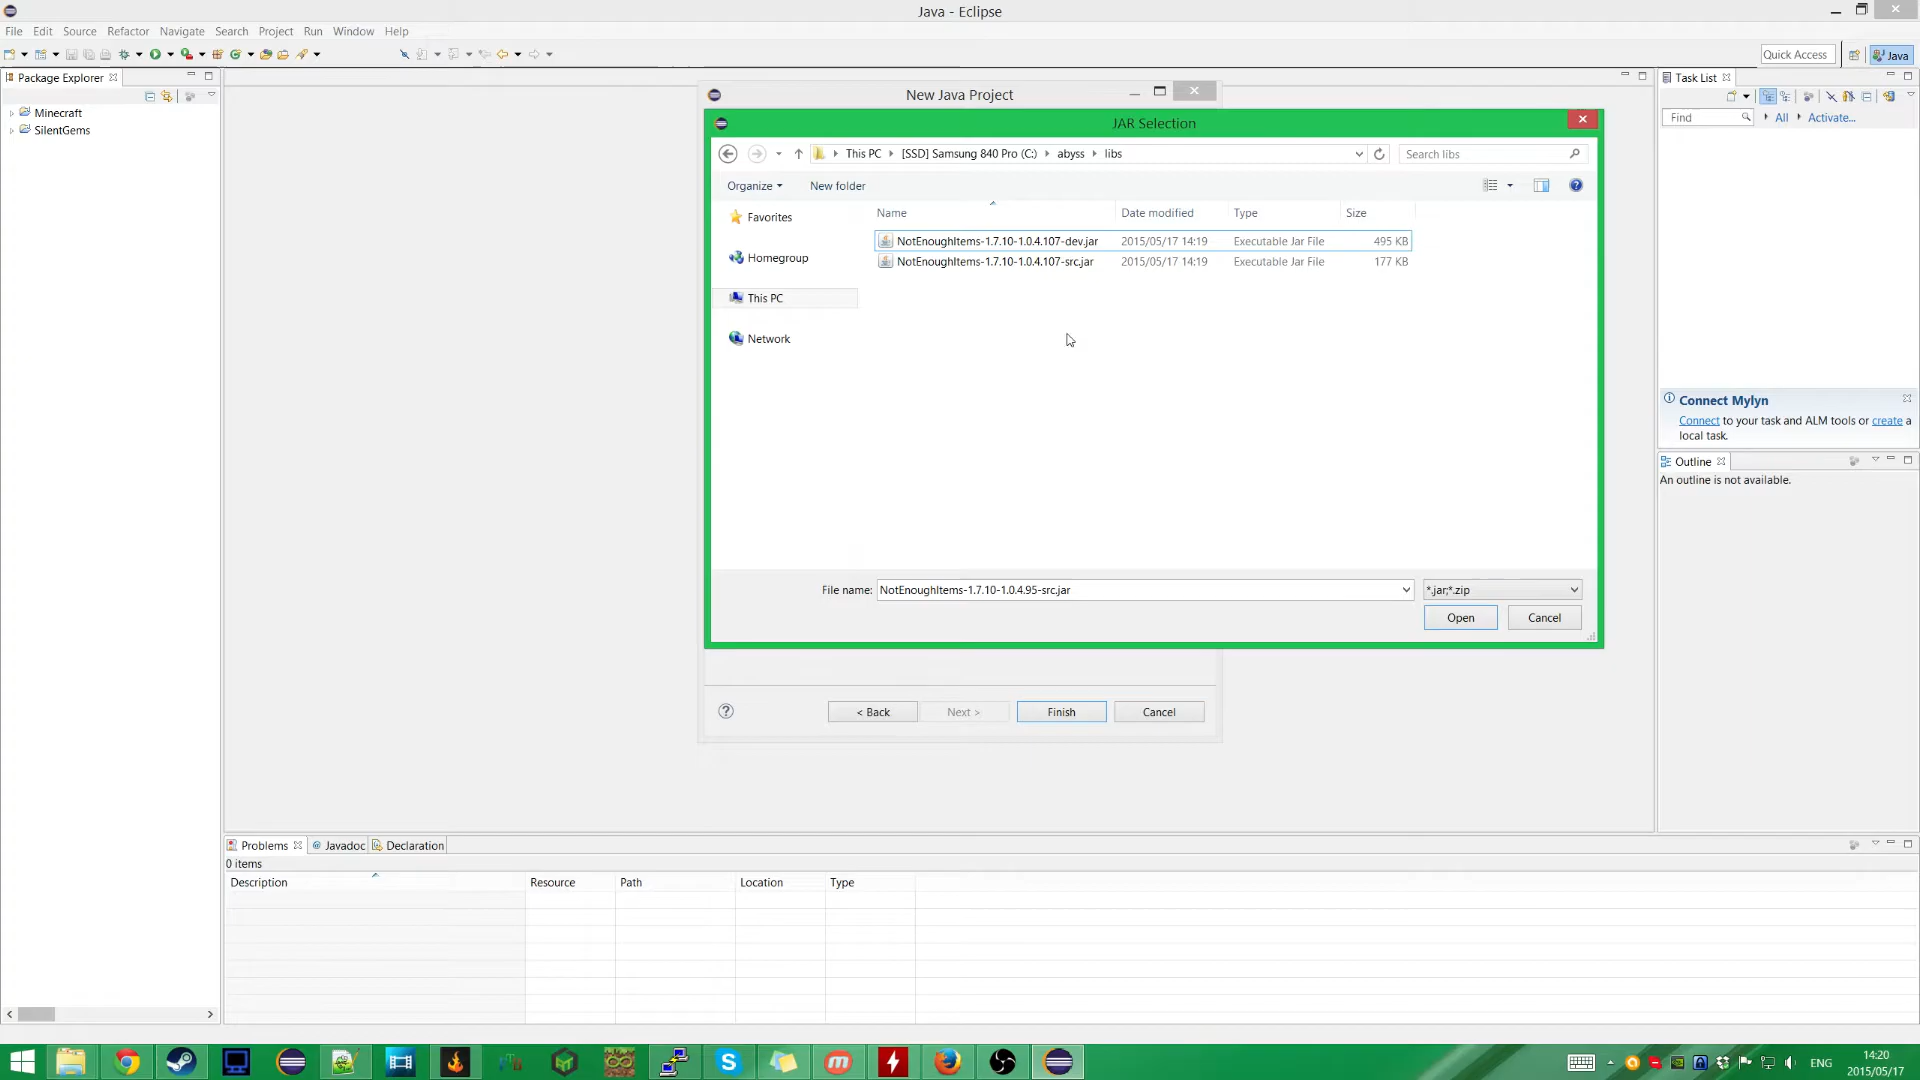 Java - Eclipse
File Edit Source Refactor Navigate Search Project Run Window Help
Quick Access
Java
Package Explorer
Minecraft
SilentGems
New Java Project
JAR Selection
This PC [SSD] Samsung 840 Pro (C:) abyss libs
Search libs
Organize New folder
Favorites
Homegroup
This PC
Network
Name Date modified Type Size
NotEnoughItems-1.7.10-1.0.4.107-dev.jar 2015/05/17 14:19 Executable Jar File 495 KB
NotEnoughItems-1.7.10-1.0.4.107-src.jar 2015/05/17 14:19 Executable Jar File 177 KB
File name: NotEnoughItems-1.7.10-1.0.4.95-src.jar
*.jar;*.zip
Open Cancel
< Back Next > Finish Cancel
Task List
Find All Activate...
Connect Mylyn
Connect to your task and ALM tools or create a
local task.
Outline
An outline is not available.
Problems Javadoc Declaration
0 items
Description Resource Path Location Type
ENG
14:20
2015/05/17